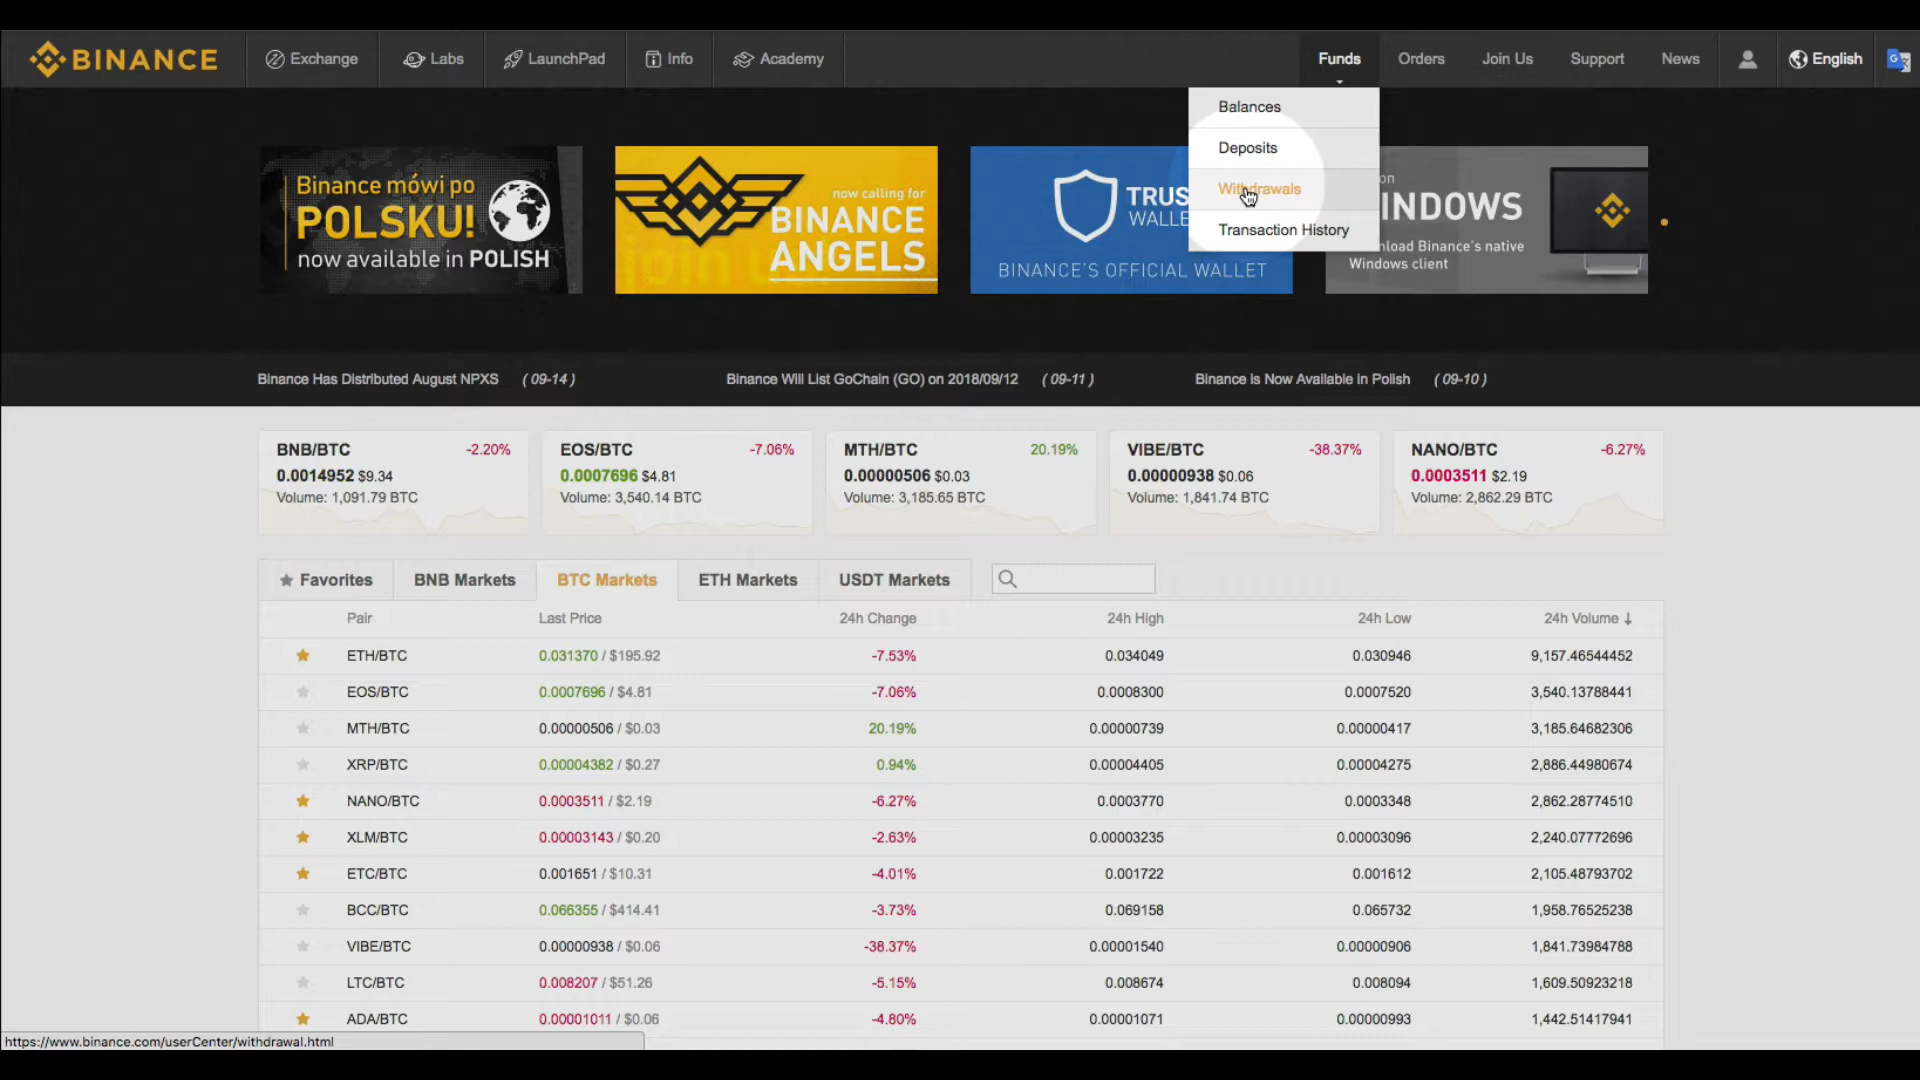 BINANCE Exchange Labs LaunchPad Info Academy Funds Orders Join Us Support News English
Balances
Deposits
Withdrawals
Transaction History
Binance mówi po
POLSKU!
now available in POLISH
now calling for
BINANCE
ANGELS
join u
TRUS
WALLE
BINANCE'S OFFICIAL WALLET
on
INDOWS
nload Binance's native
Windows client
Binance Has Distributed August NPXS ( 09-14 ) Binance Will List GoChain (GO) on 2018/09/12 ( 09-11 ) Binance is Now Available in Polish ( 09-10 )
BNB/BTC -2.20%
0.0014952 $9.34
Volume: 1,091.79 BTC
EOS/BTC -7.06%
0.0007696 $4.81
Volume: 3,540.14 BTC
MTH/BTC 20.19%
0.00000506 $0.03
Volume: 3,185.65 BTC
VIBE/BTC -38.37%
0.00000938 $0.06
Volume: 1,841.74 BTC
NANO/BTC -6.27%
0.0003511 $2.19
Volume: 2,862.29 BTC
Favorites BNB Markets BTC Markets ETH Markets USDT Markets
Pair Last Price 24h Change 24h High 24h Low 24h Volume ↓
ETH/BTC 0.031370 / $195.92 -7.53% 0.034049 0.030946 9,157.46544452
EOS/BTC 0.0007696 / $4.81 -7.06% 0.0008300 0.0007520 3,540.13788441
MTH/BTC 0.00000506 / $0.03 20.19% 0.00000739 0.00000417 3,185.64682306
XRP/BTC 0.00004382 / $0.27 0.94% 0.00004405 0.00004275 2,886.44980674
NANO/BTC 0.0003511 / $2.19 -6.27% 0.0003770 0.0003348 2,862.28774510
XLM/BTC 0.00003143 / $0.20 -2.63% 0.00003235 0.00003096 2,240.07772696
ETC/BTC 0.001651 / $10.31 -4.01% 0.001722 0.001612 2,105.48793702
BCC/BTC 0.066355 / $414.41 -3.73% 0.069158 0.065732 1,958.76525238
VIBE/BTC 0.00000938 / $0.06 -38.37% 0.00001540 0.00000906 1,841.73984788
LTC/BTC 0.008207 / $51.26 -5.15% 0.008674 0.008094 1,609.50923218
ADA/BTC 0.00001011 / $0.06 -4.80% 0.00001071 0.00000993 1,442.51417941
https://www.binance.com/userCenter/withdrawal.html